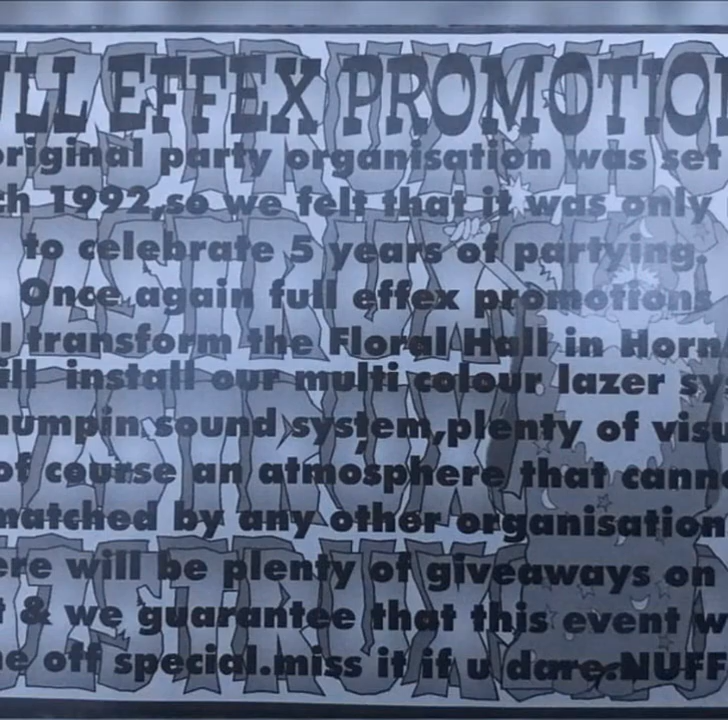 ULL EFFEX PROMOTIO
original party organisation was set
ch 1992,so we felt that it was only
to celebrate 5 years of partying.
Once again full effex promotions
l transform the Floral Hall in Horn
ill install our multi colour lazer sy
humpin sound system,plenty of visu
of course an atmosphere that cann
matched by any other organisation
ere will be plenty of giveaways on
t & we guarantee that this event w
ne off special.miss it if u dare.NUFF